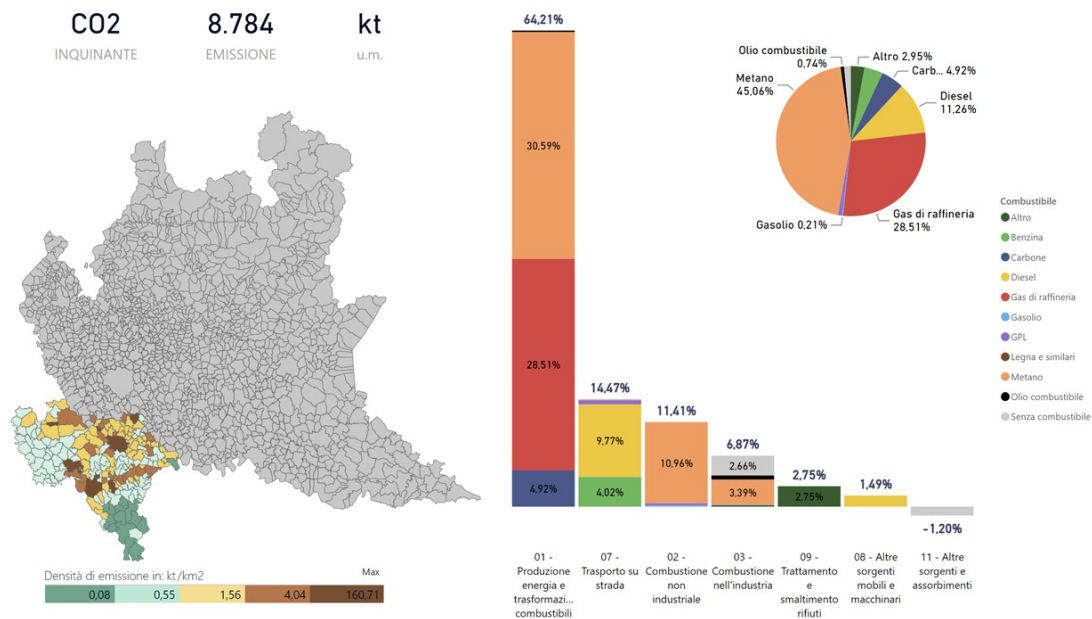 CO2
INQUINANTE
8.784
EMISSIONE
kt
u.m.
Densità di emissione in: kt/km2
Max
0,08
0,55
1,56
4,04
160,71
64,21%
30,59%
28,51%
4,92%
14,47%
9,77%
4,02%
11,41%
10,96%
6,87%
2,66%
3,39%
2,75%
2,75%
1,49%
-1,20%
01 -
Produzione
energia e
trasformazi...
combustibili
07 -
Trasporto su
strada
02 -
Combustione
non
industriale
03 -
Combustione
nell'industria
09 -
Trattamento
e
smaltimento
rifiuti
08 - Altre
sorgenti
mobili e
macchinari
11 - Altre
sorgenti e
assorbimenti
Olio combustibile
0,74%
Altro 2,95%
Carb... 4,92%
Metano
45,06%
Diesel
11,26%
Gasolio 0,21%
Gas di raffineria
28,51%
Combustibile
Altro
Benzina
Carbone
Diesel
Gas di raffineria
Gasolio
GPL
Legna e similari
Metano
Olio combustibile
Senza combustibile